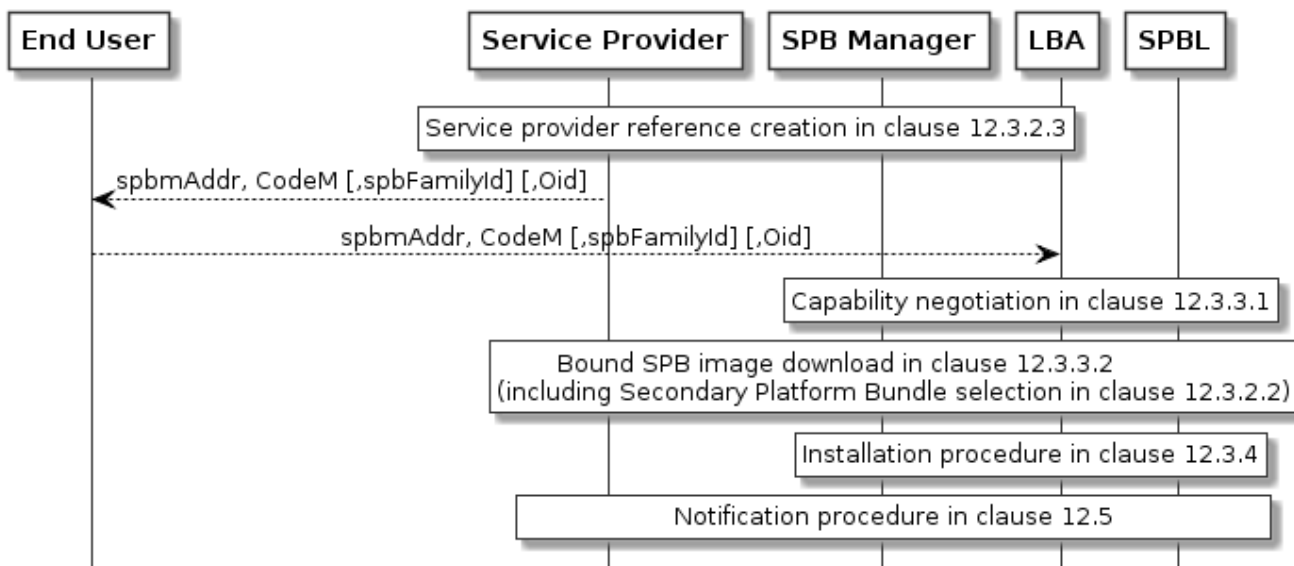 End User
Service Provider
SPB Manager
LBA
SPBL
Service provider reference creation in clause 12.3.2.3
spbmAddr, CodeM [,spbFamilyId] [,Oid]
spbmAddr, CodeM [,spbFamilyId] [,Oid]
Capability negotiation in clause 12.3.3.1
Bound SPB image download in clause 12.3.3.2
(including Secondary Platform Bundle selection in clause 12.3.2.2)
Installation procedure in clause 12.3.4
Notification procedure in clause 12.5